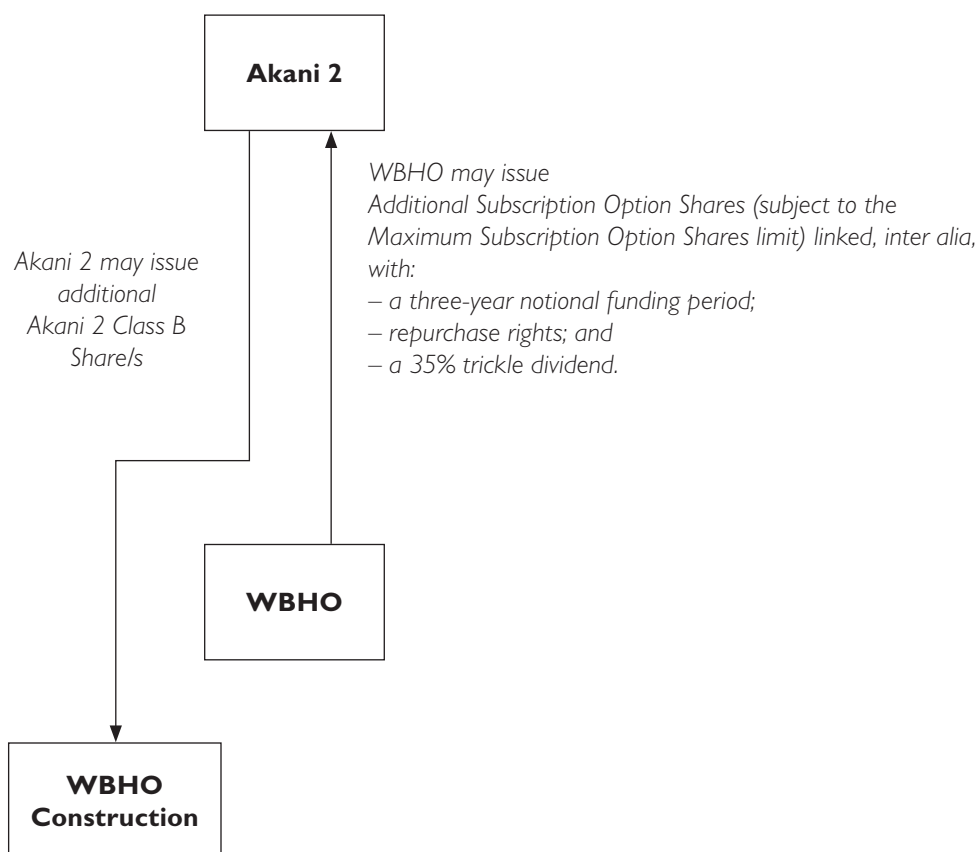 Akani 2
WBHO may issue
Additional Subscription Option Shares (subject to the
Maximum Subscription Option Shares limit) linked, inter alia,
with:
– a three-year notional funding period;
– repurchase rights; and
– a 35% trickle dividend.
Akani 2 may issue
additional
Akani 2 Class B
Share/s
WBHO
WBHO
Construction